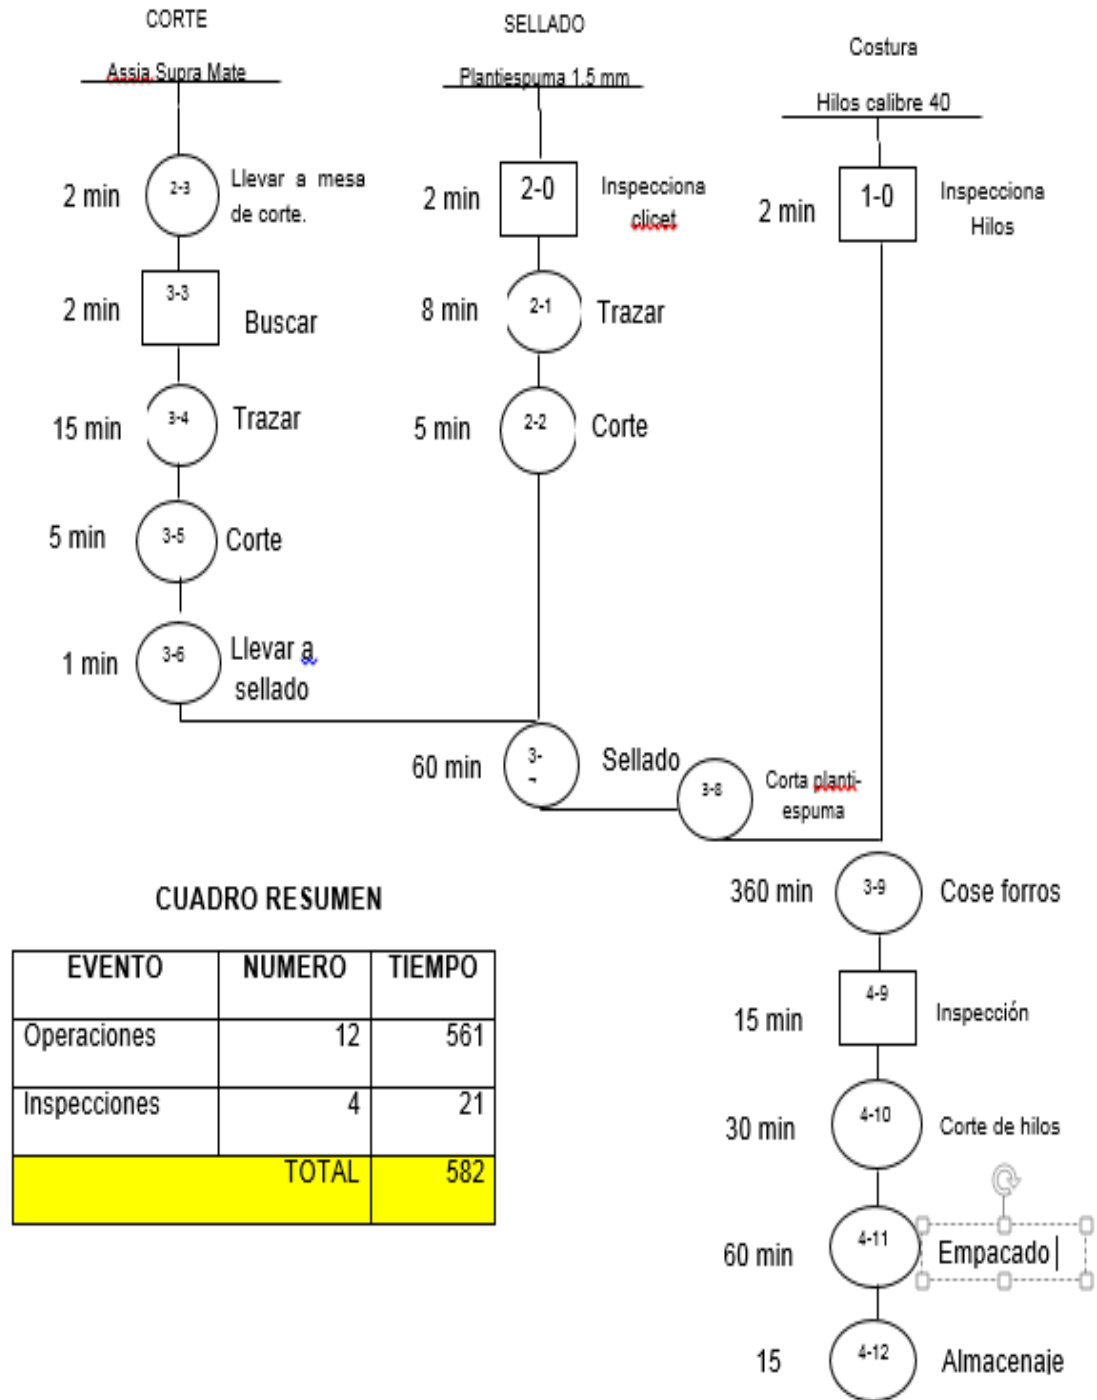 CORTE
Assia Supra Mate
2 min
2-3
Llevar a mesa
de corte.
2 min
3-3
Buscar
15 min
3-4
Trazar
5 min
3-5
Corte
1 min
3-6
Llevar a
sellado
SELLADO
Plantiespuma 1.5 mm
2 min
2-0
Inspecciona
clicet
8 min
2-1
Trazar
5 min
2-2
Corte
60 min
3-
Sellado
3-8
Corta planti-
espuma
Costura
Hilos calibre 40
2 min
1-0
Inspecciona
Hilos
360 min
3-9
Cose forros
15 min
4-9
Inspección
30 min
4-10
Corte de hilos
60 min
4-11
Empacado
15
4-12
Almacenaje
CUADRO RESUMEN
EVENTO NUMERO TIEMPO
Operaciones 12 561
Inspecciones 4 21
TOTAL 582